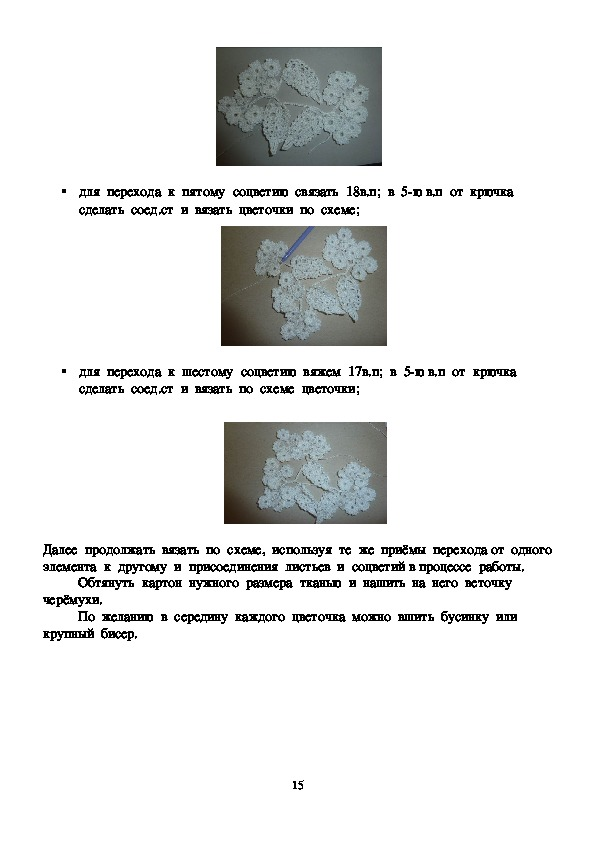 ▪ для перехода к пятому соцветию связать 18в.п; в 5-ю в.п от крючка
сделать соед.ст и вязать цветочки по схеме;
▪ для перехода к шестому соцветию вяжем 17в.п; в 5-ю в.п от крючка
сделать соед.ст и вязать по схеме цветочки;
Далее продолжать вязать по схеме, используя те же приёмы перехода от одного
элемента к другому и присоединения листьев и соцветий в процессе работы.
Обтянуть картон нужного размера тканью и нашить на него веточку
черёмухи.
По желанию в середину каждого цветочка можно вшить бусинку или
крупный бисер.
15